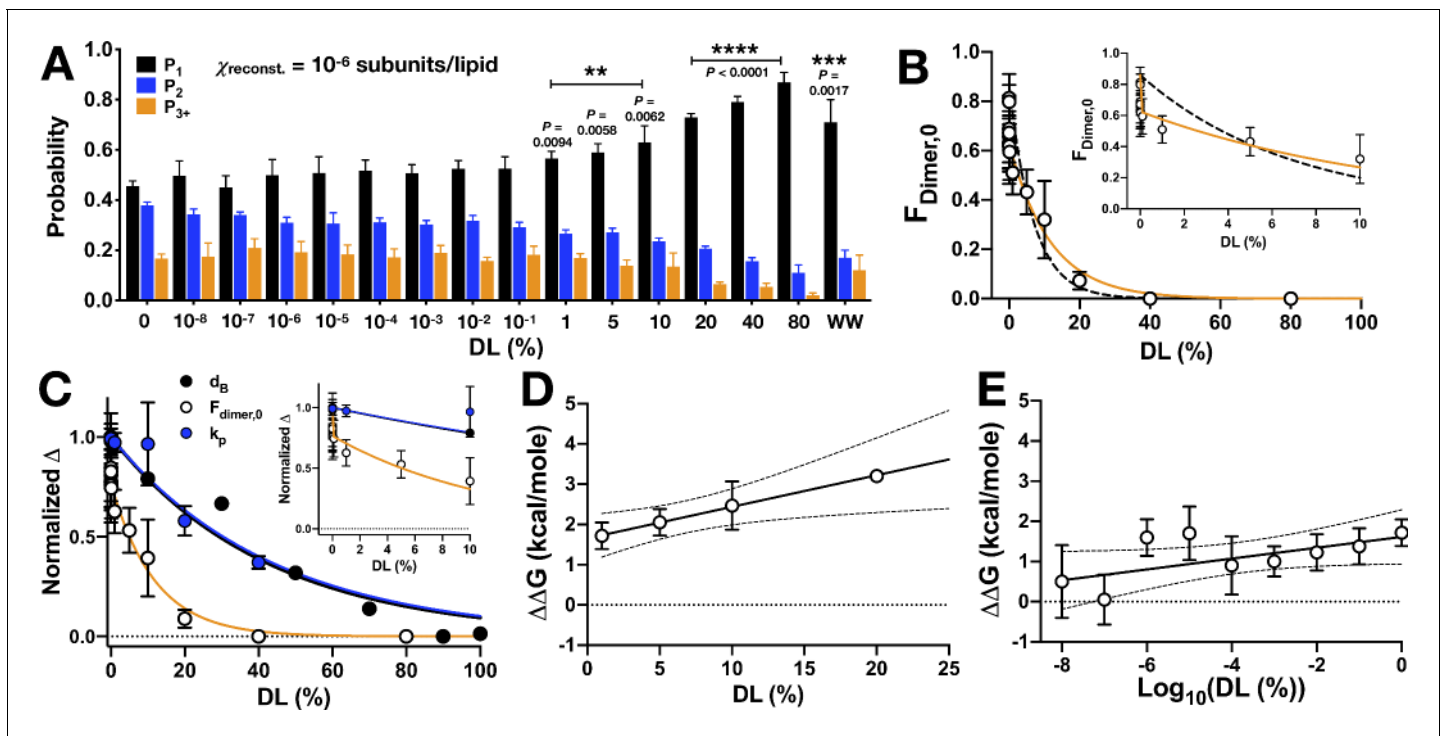 A
χreconst. = 10-6 subunits/lipid
P1
P2
P3+
**
****
***
P = 0.0094
P = 0.0058
P = 0.0062
P < 0.0001
P = 0.0017
Probability
1.0
0.8
0.6
0.4
0.2
0.0
0 10-8 10-7 10-6 10-5 10-4 10-3 10-2 10-1 1 5 10 20 40 80 WW
DL (%)
B
FDimer,0
1.0
0.8
0.6
0.4
0.2
0.0
0 20 40 60 80 100
DL (%)
FDimer,0
1.0
0.8
0.6
0.4
0.2
0.0
0 2 4 6 8 10
DL (%)
C
dB
Fdimer,0
kp
Normalized Δ
1.0
0.5
0.0
0 20 40 60 80 100
DL (%)
Normalized Δ
1.0
0.5
0.0
0 2 4 6 8 10
DL (%)
D
ΔΔG (kcal/mole)
5
4
3
2
1
0
-1
0 5 10 15 20 25
DL (%)
E
ΔΔG (kcal/mole)
5
4
3
2
1
0
-1
-8 -6 -4 -2 0
Log10(DL (%))